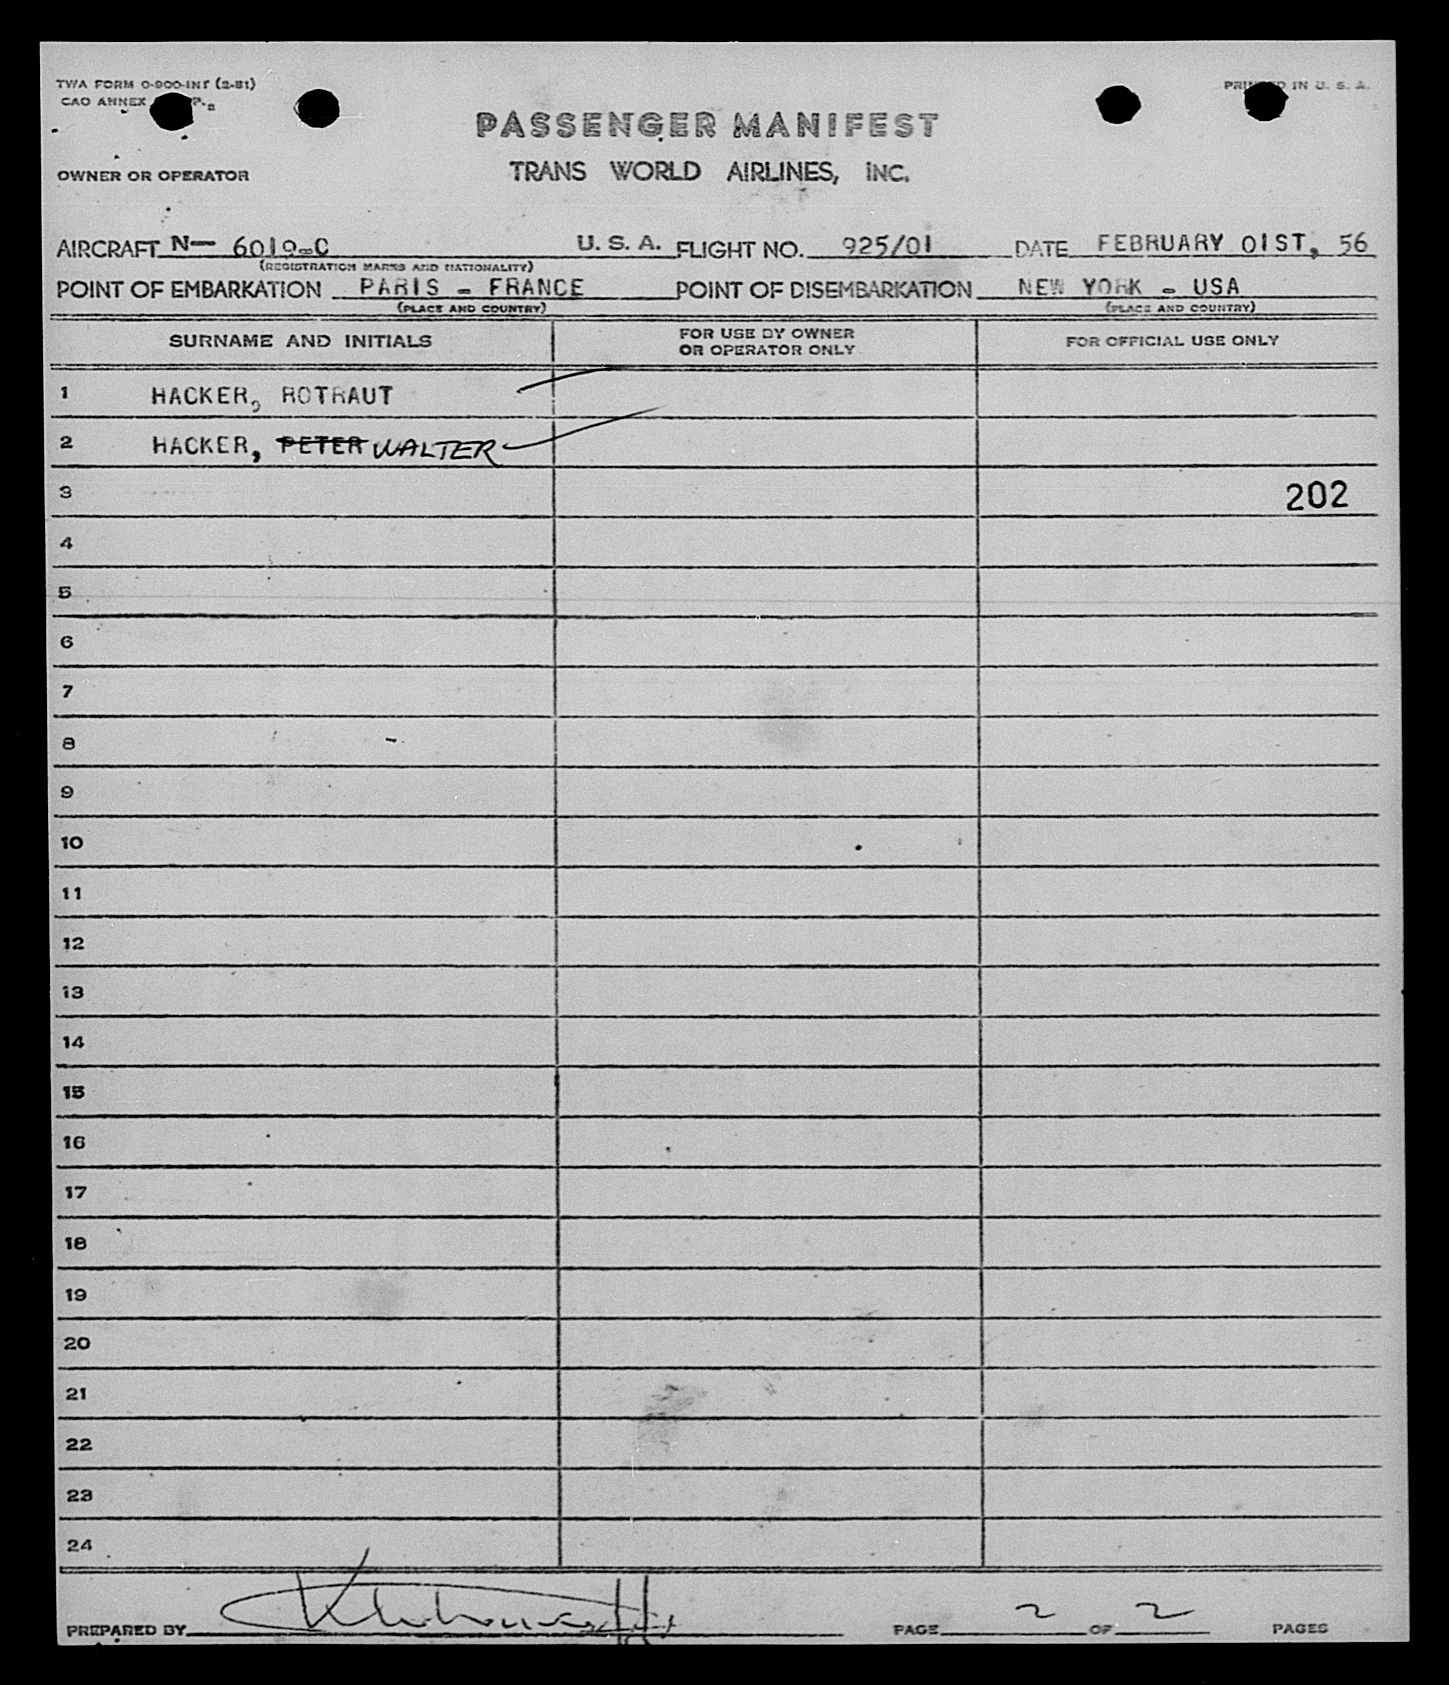 TWA FORM O-900-INT (2-51)
PRINTED IN U. S. A.
CAO ANNEX
PASSENGER MANIFEST
OWNER OR OPERATOR TRANS WORLD AIRLINES, INC.
AIRCRAFT N— 6019-C U. S. A. FLIGHT NO. 925/01 DATE FEBRUARY 01ST, 56
(REGISTRATION MARKS AND NATIONALITY)
POINT OF EMBARKATION PARIS - FRANCE POINT OF DISEMBARKATION NEW YORK - USA
(PLACE AND COUNTRY) (PLACE AND COUNTRY)
SURNAME AND INITIALS FOR USE BY OWNER OR OPERATOR ONLY FOR OFFICIAL USE ONLY
1 HACKER, ROTRAUT
2 HACKER, PETER WALTER
3 202
4
5
6
7
8
9
10
11
12
13
14
15
16
17
18
19
20
21
22
23
24
PREPARED BY PAGE 2 OF 2 PAGES